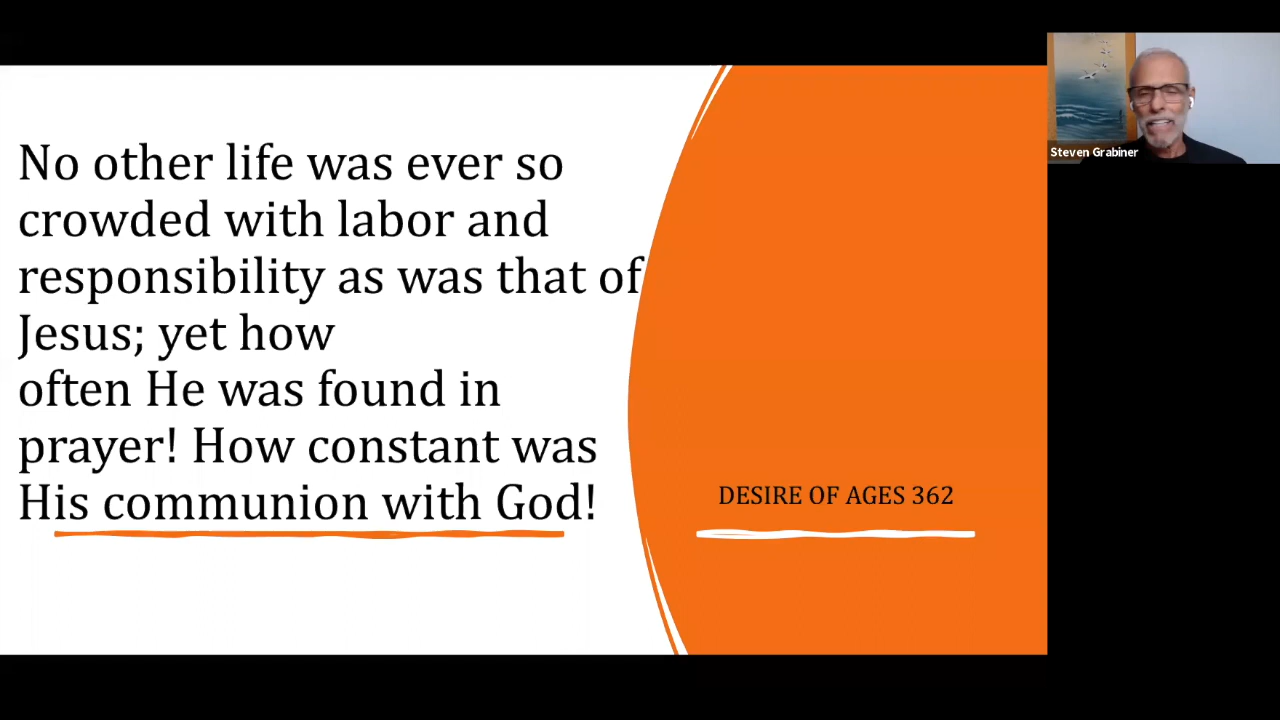 No other life was ever so
crowded with labor and
responsibility as was that of
Jesus; yet how
often He was found in
prayer! How constant was
His communion with God!
DESIRE OF AGES 362
Steven Grabiner